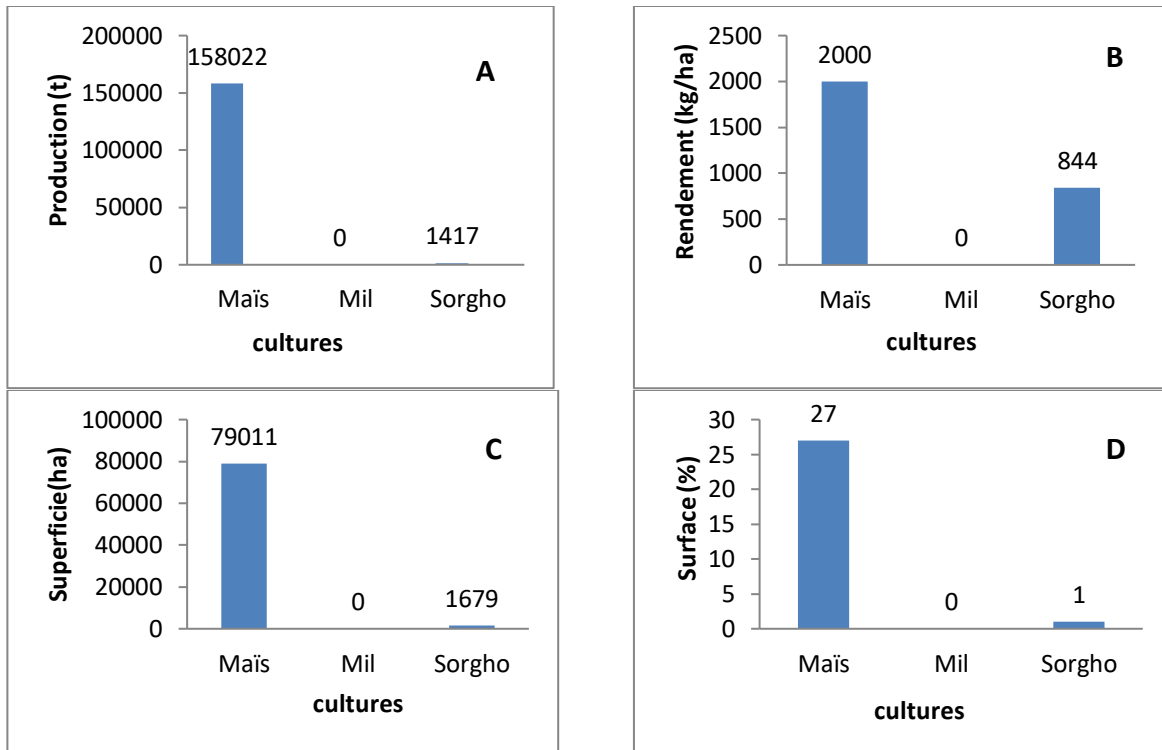 A
Production (t)
200000
150000
100000
50000
0
158022
0
1417
Maïs Mil Sorgho
cultures
B
Rendement (kg/ha)
2500
2000
1500
1000
500
0
2000
0
844
Maïs Mil Sorgho
cultures
C
Superficie(ha)
100000
80000
60000
40000
20000
0
79011
0
1679
Maïs Mil Sorgho
cultures
D
Surface (%)
30
25
20
15
10
5
0
27
0
1
Maïs Mil Sorgho
cultures